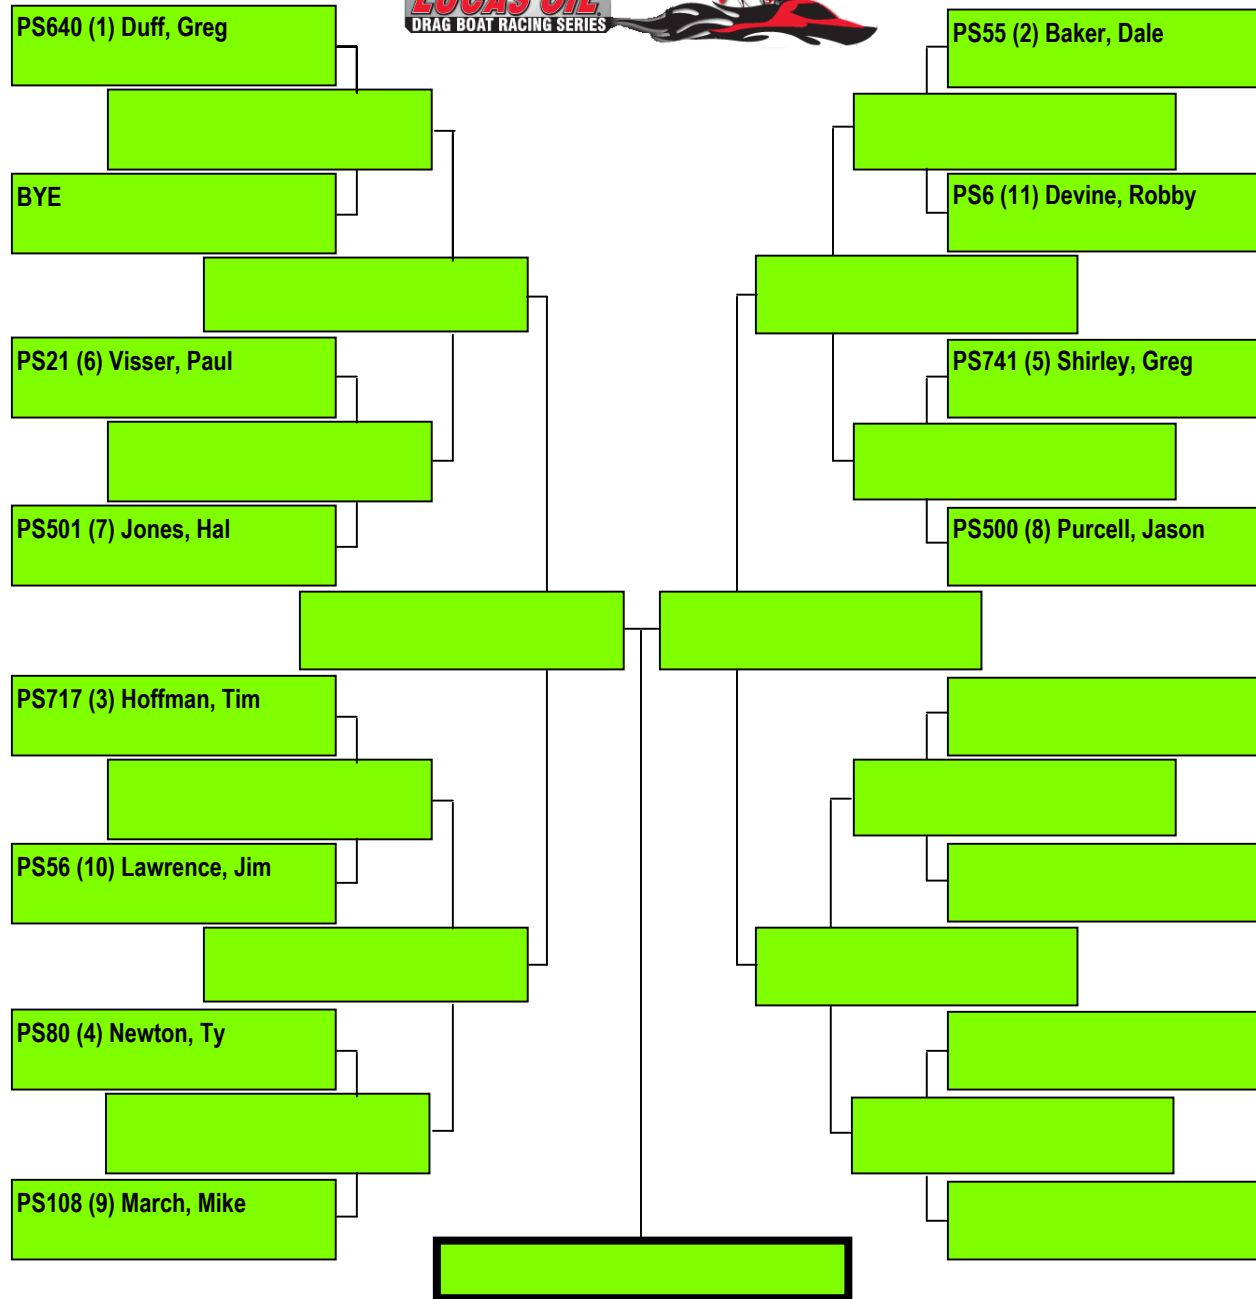 LUCAS OIL
DRAG BOAT RACING SERIES
PS640 (1) Duff, Greg
BYE
PS21 (6) Visser, Paul
PS501 (7) Jones, Hal
PS717 (3) Hoffman, Tim
PS56 (10) Lawrence, Jim
PS80 (4) Newton, Ty
PS108 (9) March, Mike
PS55 (2) Baker, Dale
PS6 (11) Devine, Robby
PS741 (5) Shirley, Greg
PS500 (8) Purcell, Jason